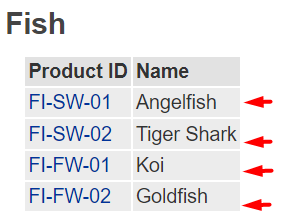 Fish
Product ID Name
FI-SW-01 Angelfish
FI-SW-02 Tiger Shark
FI-FW-01 Koi
FI-FW-02 Goldfish